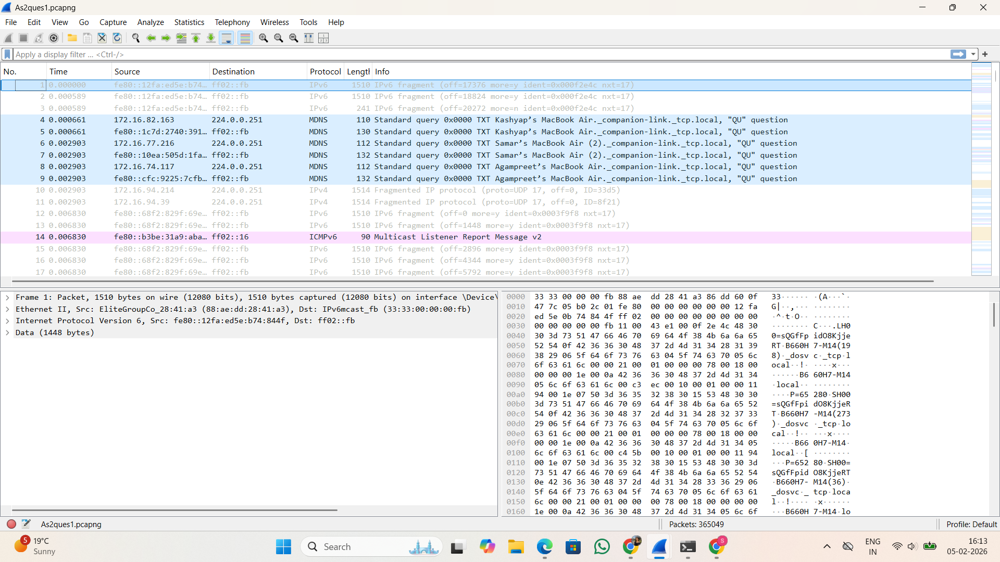 As2ques1.pcapng
File Edit View Go Capture Analyze Statistics Telephony Wireless Tools Help
Apply a display filter ... <Ctrl-/>
No. Time Source Destination Protocol Length Info
1 0.000000 fe80::12fa:ed5e:b74… ff02::fb IPv6 1510 IPv6 fragment (off=17376 more=y ident=0x000f2e4c nxt=17)
2 0.000589 fe80::12fa:ed5e:b74… ff02::fb IPv6 1510 IPv6 fragment (off=18824 more=y ident=0x000f2e4c nxt=17)
3 0.000589 fe80::12fa:ed5e:b74… ff02::fb IPv6 241 IPv6 fragment (off=20272 more=n ident=0x000f2e4c nxt=17)
4 0.000661 172.16.82.163 224.0.0.251 MDNS 110 Standard query 0x0000 TXT Kashyap’s MacBook Air._companion-link._tcp.local, "QU" question
5 0.000661 fe80::1c7d:2740:391… ff02::fb MDNS 130 Standard query 0x0000 TXT Kashyap’s MacBook Air._companion-link._tcp.local, "QU" question
6 0.002903 172.16.77.216 224.0.0.251 MDNS 112 Standard query 0x0000 TXT Samar’s MacBook Air (2)._companion-link._tcp.local, "QU" question
7 0.002903 fe80::10ea:505d:1fa… ff02::fb MDNS 132 Standard query 0x0000 TXT Samar’s MacBook Air (2)._companion-link._tcp.local, "QU" question
8 0.002903 172.16.74.117 224.0.0.251 MDNS 112 Standard query 0x0000 TXT Agampreet’s MacBook Air._companion-link._tcp.local, "QU" question
9 0.002903 fe80::cfc:9225:7cfb… ff02::fb MDNS 132 Standard query 0x0000 TXT Agampreet’s MacBook Air._companion-link._tcp.local, "QU" question
10 0.002903 172.16.94.214 224.0.0.251 IPv4 1514 Fragmented IP protocol (proto=UDP 17, off=0, ID=33d5)
11 0.002903 172.16.94.39 224.0.0.251 IPv4 1514 Fragmented IP protocol (proto=UDP 17, off=0, ID=8f21)
12 0.006830 fe80::68f2:829f:69e… ff02::fb IPv6 1510 IPv6 fragment (off=0 more=y ident=0x0003f9f8 nxt=17)
13 0.006830 fe80::68f2:829f:69e… ff02::fb IPv6 1510 IPv6 fragment (off=1448 more=y ident=0x0003f9f8 nxt=17)
14 0.006830 fe80::b3be:31a9:aba… ff02::16 ICMPv6 90 Multicast Listener Report Message v2
15 0.006830 fe80::68f2:829f:69e… ff02::fb IPv6 1510 IPv6 fragment (off=2896 more=y ident=0x0003f9f8 nxt=17)
16 0.006830 fe80::68f2:829f:69e… ff02::fb IPv6 1510 IPv6 fragment (off=4344 more=y ident=0x0003f9f8 nxt=17)
17 0.006830 fe80::68f2:829f:69e… ff02::fb IPv6 1510 IPv6 fragment (off=5792 more=y ident=0x0003f9f8 nxt=17)
Frame 1: Packet, 1510 bytes on wire (12080 bits), 1510 bytes captured (12080 bits) on interface \Device\
Ethernet II, Src: EliteGroupCo_28:41:a3 (88:ae:dd:28:41:a3), Dst: IPv6mcast_fb (33:33:00:00:00:fb)
Internet Protocol Version 6, Src: fe80::12fa:ed5e:b74:844f, Dst: ff02::fb
Data (1448 bytes)
0000 33 33 00 00 00 fb 88 ae dd 28 41 a3 86 dd 60 0f 33······ ·(A···`·
0010 47 7c 05 b0 2c 01 fe 80 00 00 00 00 00 00 12 fa G|··,··· ········
0020 ed 5e 0b 74 84 4f ff 02 00 00 00 00 00 00 00 00 ·^·t·O·· ········
0030 00 00 00 00 00 fb 11 00 43 e1 00 0f 2e 4c 48 30 ········ C···.LH0
0040 30 3d 73 51 47 66 46 70 69 64 4f 38 4b 6a 6a 65 0=sQGfFp idO8Kjje
0050 52 54 0f 42 36 36 30 48 37 2d 4d 31 34 28 31 39 RT·B660H 7-M14(19
0060 38 29 06 5f 64 6f 73 76 63 04 5f 74 63 70 05 6c 8)·_dosv c·_tcp·l
0070 6f 63 61 6c 00 00 21 00 01 00 00 00 78 00 18 00 ocal··!· ····x···
0080 00 00 00 1e 00 0a 42 36 36 30 48 37 2d 4d 31 34 ······B6 60H7-M14
0090 05 6c 6f 63 61 6c 00 c3 ec 00 10 00 01 00 00 11 ·local·· ········
00a0 94 00 1e 07 50 3d 36 35 32 38 30 15 53 48 30 30 ····P=65 280·SH00
00b0 3d 73 51 47 66 46 70 69 64 4f 38 4b 6a 6a 65 52 =sQGfFpi dO8KjjeR
00c0 54 0f 42 36 36 30 48 37 2d 4d 31 34 28 32 37 33 T·B660H7 -M14(273
00d0 29 06 5f 64 6f 73 76 63 04 5f 74 63 70 05 6c 6f )·_dosvc ·_tcp·lo
00e0 63 61 6c 00 00 21 00 01 00 00 00 78 00 18 00 00 cal··!·· ···x····
00f0 00 00 1e 00 0a 42 36 36 30 48 37 2d 4d 31 34 05 ·····B66 0H7-M14·
0100 6c 6f 63 61 6c 00 c4 5b 00 10 00 01 00 00 11 94 local··[ ········
0110 00 1e 07 50 3d 36 35 32 38 30 15 53 48 30 30 3d ···P=652 80·SH00=
0120 73 51 47 66 46 70 69 64 4f 38 4b 6a 6a 65 52 54 sQGfFpid O8KjjeRT
0130 0e 42 36 36 30 48 37 2d 4d 31 34 28 33 36 29 06 ·B660H7- M14(36)·
0140 5f 64 6f 73 76 63 04 5f 74 63 70 05 6c 6f 63 61 _dosvc·_ tcp·loca
0150 6c 00 00 21 00 01 00 00 00 78 00 18 00 00 00 00 l··!···· ·x······
0160 1e 00 0a 42 36 36 30 48 37 2d 4d 31 34 05 6c 6f ···B660H 7-M14·lo
As2ques1.pcapng Packets: 365049 Profile: Default
5 19°C Search ENG 16:13
Sunny IN 05-02-2026
S